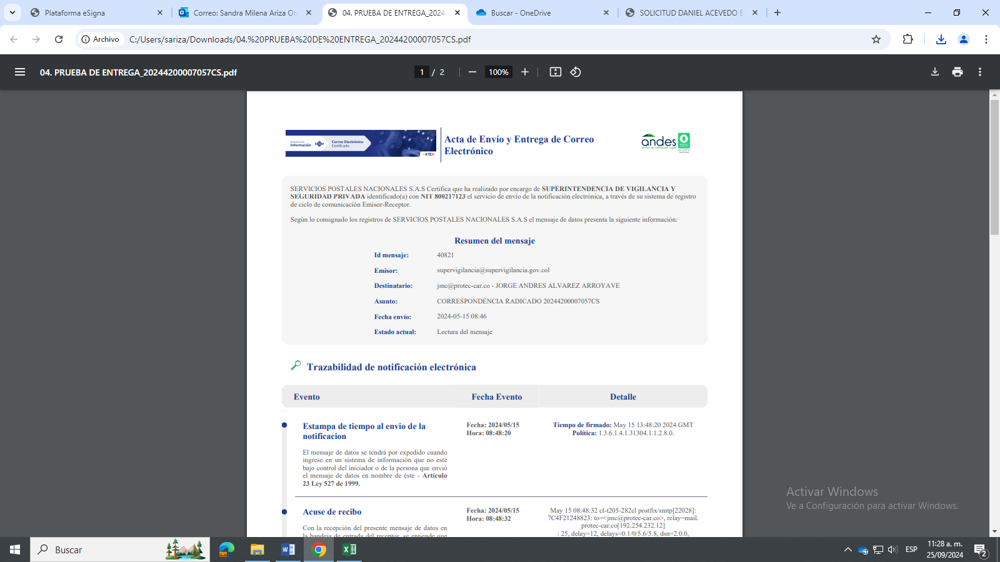 Plataforma eSigna
Correo: Sandra Milena Ariza Ord
04. PRUEBA DE ENTREGA_20244
Buscar - OneDrive
SOLICITUD DANIEL ACEVEDO E
Archivo
C:/Users/sariza/Downloads/04.%20PRUEBA%20DE%20ENTREGA_20244200007057CS.pdf
04. PRUEBA DE ENTREGA_20244200007057CS.pdf
1 / 2
100%
Información
Correo Electrónico
Certificado
4-72
Acta de Envío y Entrega de Correo
Electrónico
andes
SERVICIOS POSTALES NACIONALES S.A.S Certifica que ha realizado por encargo de SUPERINTENDENCIA DE VIGILANCIA Y
SEGURIDAD PRIVADA identificado(a) con NIT 800217123 el servicio de envío de la notificación electrónica, a través de su sistema de registro
de ciclo de comunicación Emisor-Receptor.
Según lo consignado los registros de SERVICIOS POSTALES NACIONALES S.A.S el mensaje de datos presenta la siguiente información:
Resumen del mensaje
Id mensaje: 40821
Emisor: supervigilancia@supervigilancia.gov.col
Destinatario: jmc@protec-car.co - JORGE ANDRES ALVAREZ ARROYAVE
Asunto: CORRESPONDENCIA RADICADO 20244200007057CS
Fecha envío: 2024-05-15 08:46
Estado actual: Lectura del mensaje
Trazabilidad de notificación electrónica
Evento Fecha Evento Detalle
Estampa de tiempo al envio de la
notificacion
El mensaje de datos se tendrá por expedido cuando
ingrese en un sistema de información que no esté
bajo control del iniciador o de la persona que envió
el mensaje de datos en nombre de éste - Artículo
23 Ley 527 de 1999.
Fecha: 2024/05/15
Hora: 08:48:20
Tiempo de firmado: May 15 13:48:20 2024 GMT
Política: 1.3.6.1.4.1.31304.1.1.2.8.0.
Acuse de recibo
Con la recepción del presente mensaje de datos en
la bandeja de entrada del receptor, se entiende que
Fecha: 2024/05/15
Hora: 08:48:32
May 15 08:48:32 cl-t205-282cl postfix/smtp[22028]:
7C4F21248823: to=<jmc@protec-car.co>, relay=mail.
protec-car.co[192.254.232.12]
: 25, delay=12, delays=0.1/0/5.6/5.8, dsn=2.0.0,
Activar Windows
Ve a Configuración para activar Windows.
Buscar
ESP
11:28 a. m.
25/09/2024
2